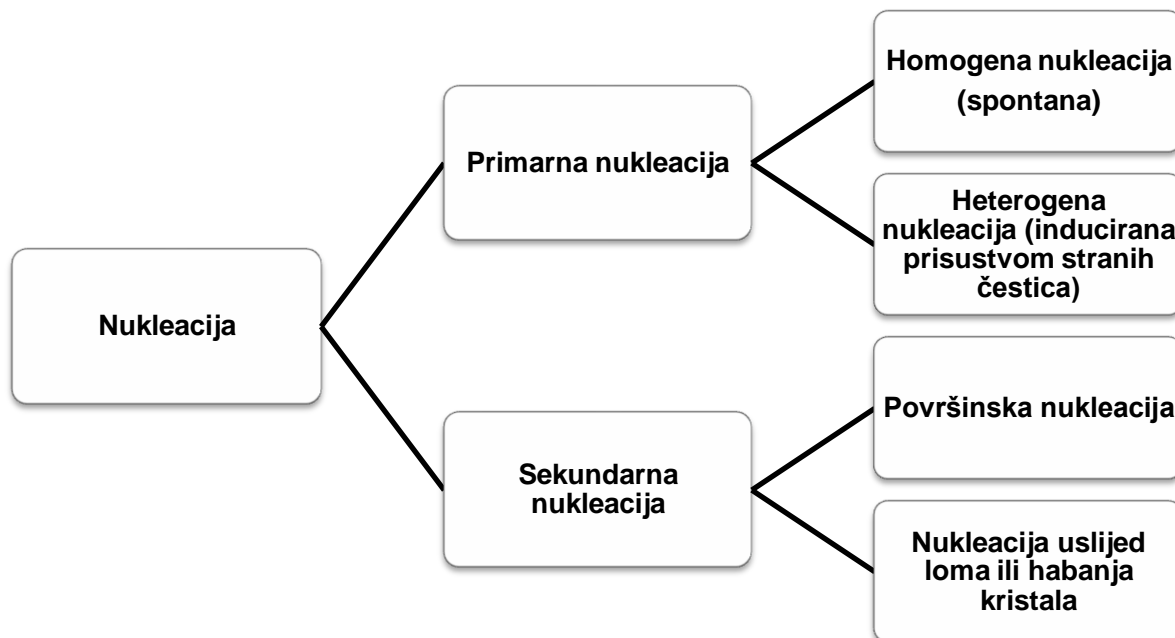 Nukleacija
Primarna nukleacija
Homogena nukleacija
(spontana)
Heterogena
nukleacija (inducirana
prisustvom stranih
čestica)
Sekundarna
nukleacija
Površinska nukleacija
Nukleacija uslijed
loma ili habanja
kristala